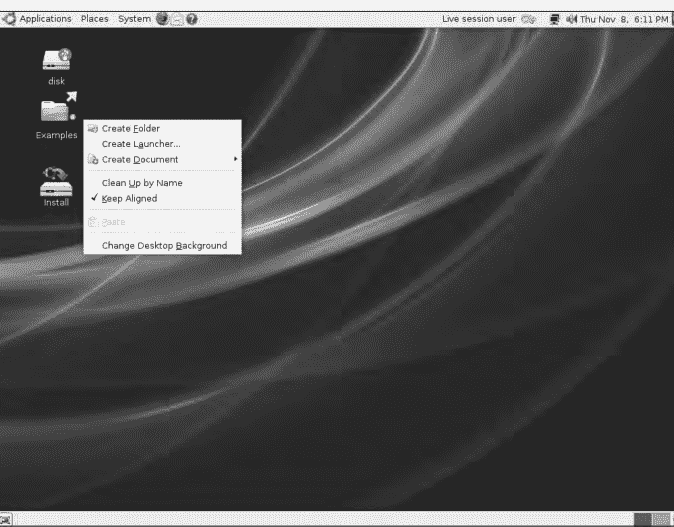 Applications Places System Live session user Thu Nov 8, 6:11 PM
disk
Examples
Install
Create Folder
Create Launcher...
Create Document
Clean Up by Name
Keep Aligned
Paste
Change Desktop Background